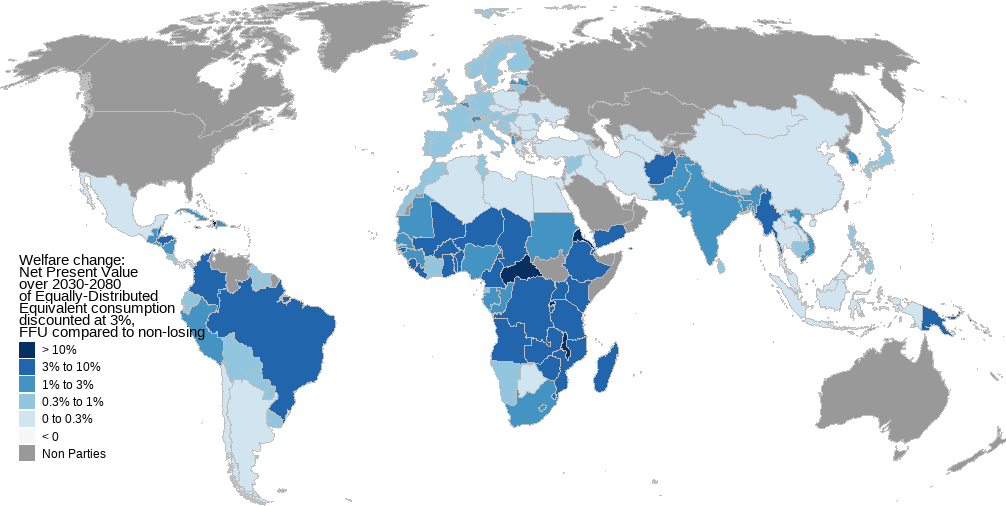 Welfare change:
Net Present Value
over 2030-2080
of Equally-Distributed
Equivalent consumption
discounted at 3%,
FFU compared to non-losing
> 10%
3% to 10%
1% to 3%
0.3% to 1%
0 to 0.3%
< 0
Non Parties